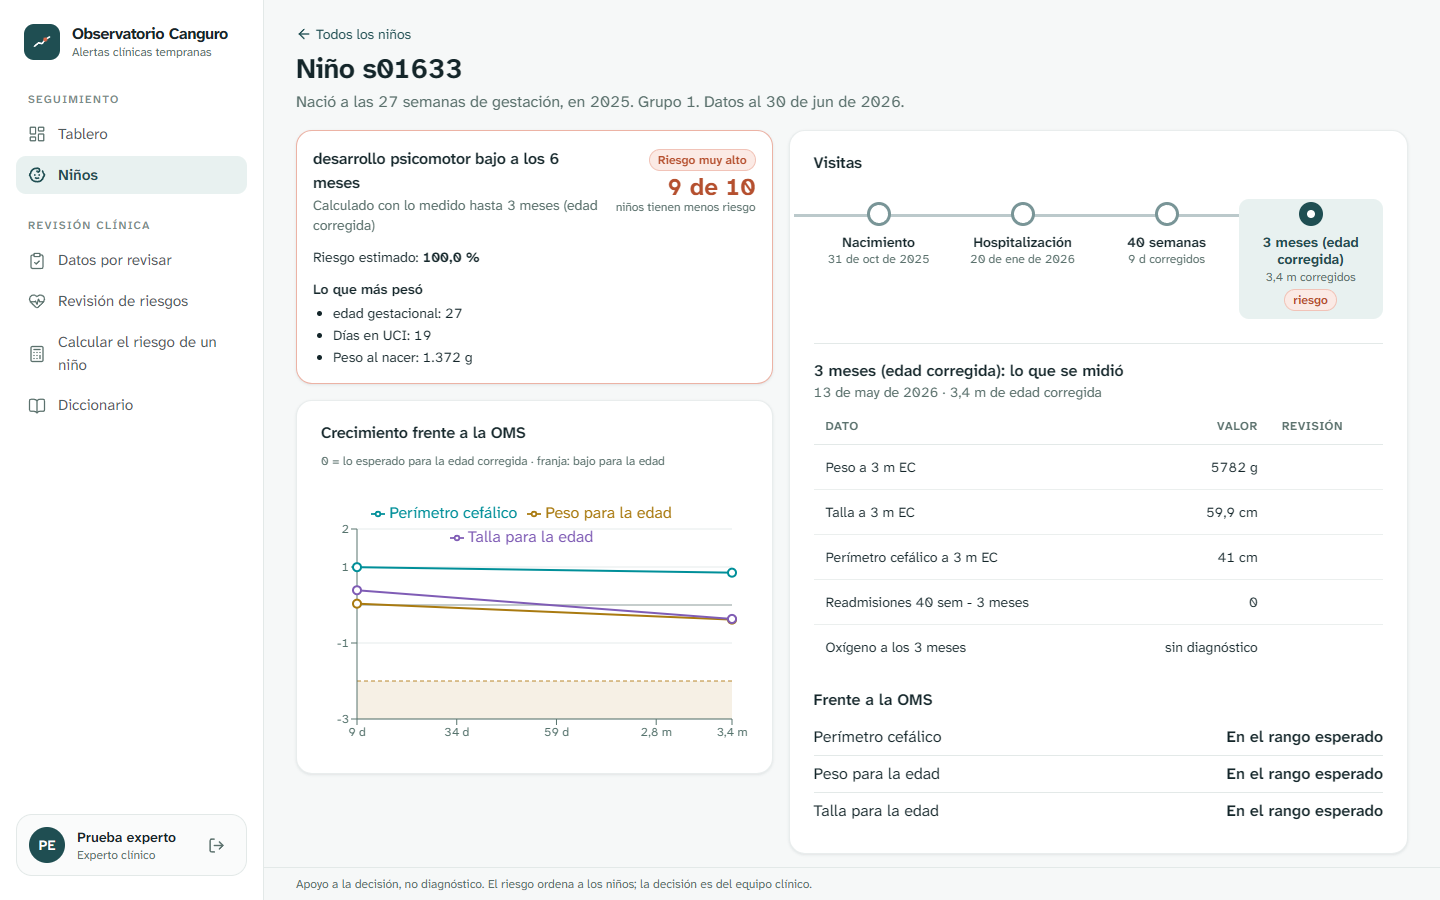 Observatorio Canguro
Alertas clínicas tempranas
SEGUIMIENTO
Tablero
Niños
REVISIÓN CLÍNICA
Datos por revisar
Revisión de riesgos
Calcular el riesgo de un
niño
Diccionario
PE
Prueba experto
Experto clínico
← Todos los niños
Niño s01633
Nació a las 27 semanas de gestación, en 2025. Grupo 1. Datos al 30 de jun de 2026.
desarrollo psicomotor bajo a los 6
meses
Calculado con lo medido hasta 3 meses (edad
corregida)
Riesgo muy alto
9 de 10
niños tienen menos riesgo
Riesgo estimado: 100,0 %
Lo que más pesó
• edad gestacional: 27
• Días en UCI: 19
• Peso al nacer: 1.372 g
Crecimiento frente a la OMS
0 = lo esperado para la edad corregida · franja: bajo para la edad
Perímetro cefálico Peso para la edad
Talla para la edad
2
1
-1
-3
9 d 34 d 59 d 2,8 m 3,4 m
Visitas
Nacimiento
31 de oct de 2025
Hospitalización
20 de ene de 2026
40 semanas
9 d corregidos
3 meses (edad
corregida)
3,4 m corregidos
riesgo
3 meses (edad corregida): lo que se midió
13 de may de 2026 · 3,4 m de edad corregida
DATO VALOR REVISIÓN
Peso a 3 m EC 5782 g
Talla a 3 m EC 59,9 cm
Perímetro cefálico a 3 m EC 41 cm
Readmisiones 40 sem - 3 meses 0
Oxígeno a los 3 meses sin diagnóstico
Frente a la OMS
Perímetro cefálico En el rango esperado
Peso para la edad En el rango esperado
Talla para la edad En el rango esperado
Apoyo a la decisión, no diagnóstico. El riesgo ordena a los niños; la decisión es del equipo clínico.